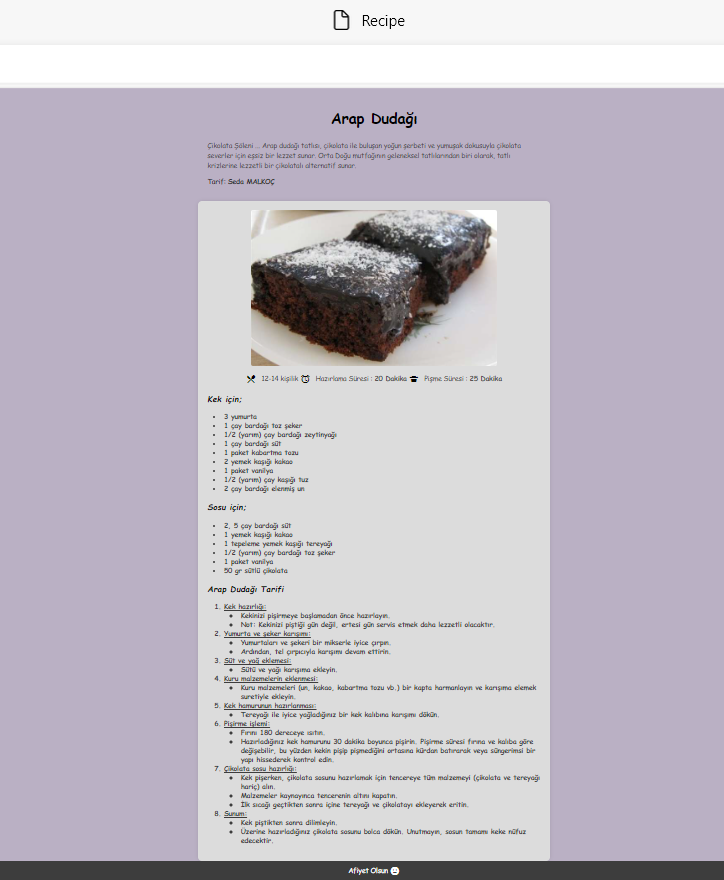 Recipe
Arap Dudağı
Çikolata Şöleni ... Arap dudağı tatlısı, çikolata ile buluşan yoğun şerbeti ve yumuşak dokusuyla çikolata
severler için eşsiz bir lezzet sunar. Orta Doğu mutfağının geleneksel tatlılarından biri olarak, tatlı
krizlerine lezzetli bir çikolatalı alternatif sunar.
Tarif: Seda MALKOÇ
12-14 kişilik Hazırlama Süresi : 20 Dakika Pişme Süresi : 25 Dakika
Kek için;
3 yumurta
1 çay bardağı toz şeker
1/2 (yarım) çay bardağı zeytinyağı
1 çay bardağı süt
1 paket kabartma tozu
2 yemek kaşığı kakao
1 paket vanilya
1/2 (yarım) çay kaşığı tuz
2 çay bardağı elenmiş un
Sosu için;
2, 5 çay bardağı süt
1 yemek kaşığı kakao
1 tepeleme yemek kaşığı tereyağı
1/2 (yarım) çay bardağı toz şeker
1 paket vanilya
50 gr sütlü çikolata
Arap Dudağı Tarifi
1. Kek hazırlığı:
Kekinizi pişirmeye başlamadan önce hazırlayın.
Not: Kekinizi piştiği gün değil, ertesi gün servis etmek daha lezzetli olacaktır.
2. Yumurta ve şeker karışımı:
Yumurtaları ve şekeri bir mikserle iyice çırpın.
Ardından, tel çırpıcıyla karışımı devam ettirin.
3. Süt ve yağ eklemesi:
Sütü ve yağı karışıma ekleyin.
4. Kuru malzemelerin eklenmesi:
Kuru malzemeleri (un, kakao, kabartma tozu vb.) bir kapta harmanlayın ve karışıma elemek
suretiyle ekleyin.
5. Kek hamurunun hazırlanması:
Tereyağı ile iyice yağladığınız bir kek kalıbına karışımı dökün.
6. Pişirme işlemi:
Fırını 180 dereceye ısıtın.
Hazırladığınız kek hamurunu 30 dakika boyunca pişirin. Pişirme süresi fırına ve kalıba göre
değişebilir, bu yüzden kekin pişip pişmediğini ortasına kürdan batırarak veya süngerimsi bir
yapı hissederek kontrol edin.
7. Çikolata sosu hazırlığı:
Kek pişerken, çikolata sosunu hazırlamak için tencereye tüm malzemeyi (çikolata ve tereyağı
hariç) alın.
Malzemeler kaynayınca tencerenin altını kapatın.
İlk sıcağı geçtikten sonra içine tereyağı ve çikolatayı ekleyerek eritin.
8. Sunum:
Kek piştikten sonra dilimleyin.
Üzerine hazırladığınız çikolata sosunu bolca dökün. Unutmayın, sosun tamamı keke nüfuz
edecektir.
Afiyet Olsun